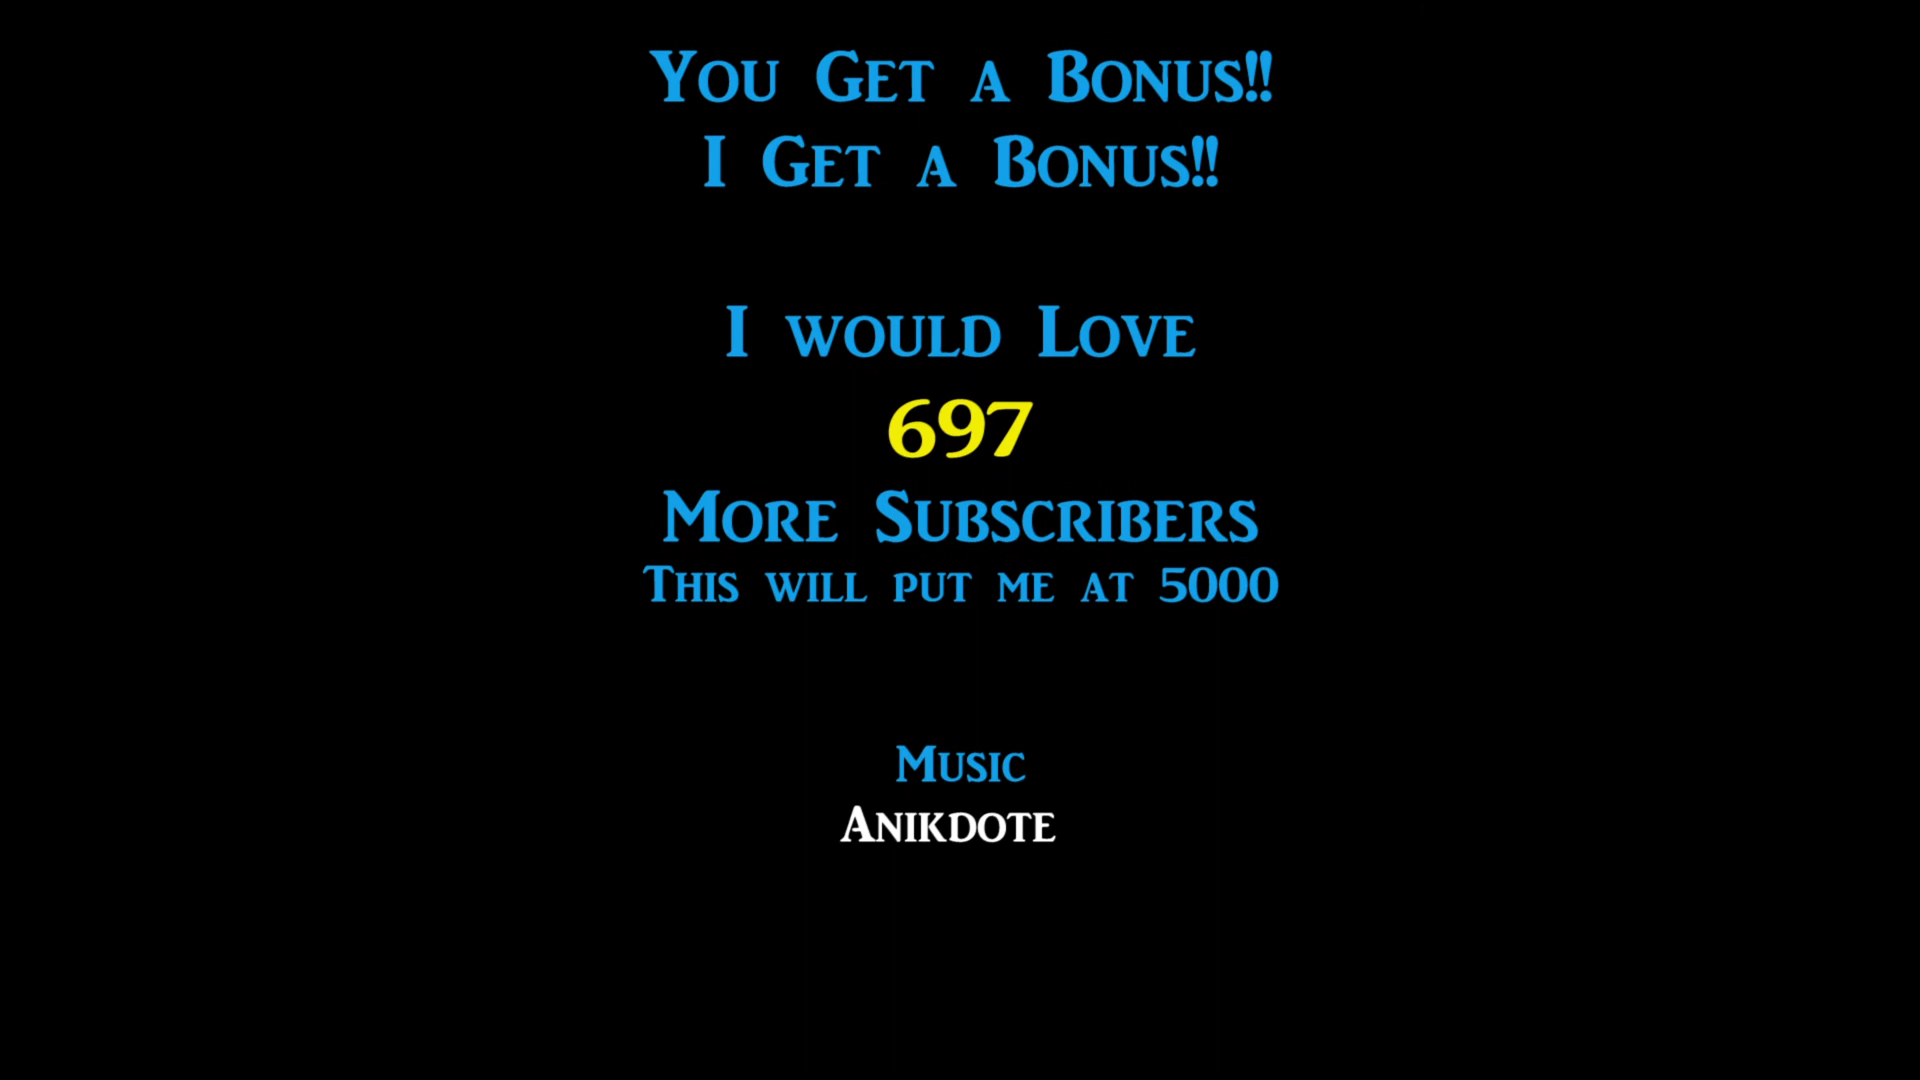 You Get a Bonus!!
I Get a Bonus!!
I would Love
697
More Subscribers
This will put me at 5000
Music
Anikdote